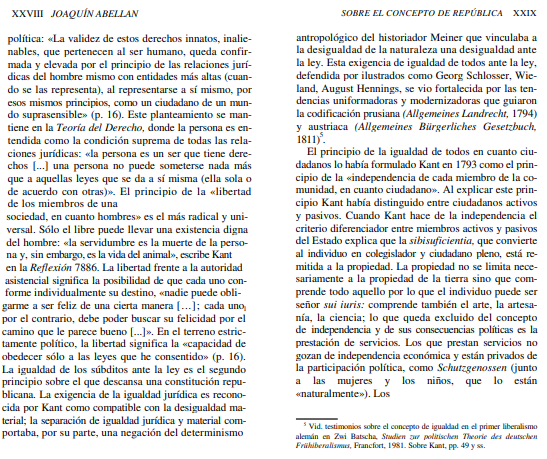 XXVIII JOAQUÍN ABELLAN
política: «La validez de estos derechos innatos, inalie-
nables, que pertenecen al ser humano, queda confir-
mada y elevada por el principio de las relaciones jurí-
dicas del hombre mismo con entidades más altas (cuan-
do se las representa), al representarse a sí mismo, por
esos mismos principios, como un ciudadano de un mun-
do suprasensible» (p. 16). Este planteamiento se man-
tiene en la Teoría del Derecho, donde la persona es en-
tendida como la condición suprema de todas las rela-
ciones jurídicas: «la persona es un ser que tiene dere-
chos [...] una persona no puede someterse nada más
que a aquellas leyes que se da a sí misma (ella sola o
de acuerdo con otras)». El principio de la «libertad
de los miembros de una
sociedad, en cuanto hombres» es el más radical y uni-
versal. Sólo el libre puede llevar una existencia digna
del hombre: «la servidumbre es la muerte de la perso-
na y, sin embargo, es la vida del animal», escribe Kant
en la Reflexión 7886. La libertad frente a la autoridad
asistencial significa la posibilidad de que cada uno con-
forme individualmente su destino, «nadie puede obli-
garme a ser feliz de una cierta manera [...]; cada uno,
por el contrario, debe poder buscar su felicidad por el
camino que le parece bueno [...]». En el terreno estric-
tamente político, la libertad significa la «capacidad de
obedecer sólo a las leyes que he consentido» (p. 16).
La igualdad de los súbditos ante la ley es el segundo
principio sobre el que descansa una constitución repu-
blicana. La exigencia de la igualdad jurídica es recono-
cida por Kant como compatible con la desigualdad ma-
terial; la separación de igualdad jurídica y material com-
portaba, por su parte, una negación del determinismo
SOBRE EL CONCEPTO DE REPÚBLICA XXIX
antropológico del historiador Meiner que vinculaba a
la desigualdad de la naturaleza una desigualdad ante
la ley. Esta exigencia de igualdad de todos ante la ley,
defendida por ilustrados como Georg Schlosser, Wie-
land, August Hennings, se vio fortalecida por las ten-
dencias uniformadoras y modernizadoras que guiaron
la codificación prusiana (Allgemeines Landrecht, 1794)
y austriaca (Allgemeines Bürgerliches Gesetzbuch,
1811)⁵.
El principio de la igualdad de todos en cuanto ciu-
dadanos lo había formulado Kant en 1793 como el prin-
cipio de la «independencia de cada miembro de la co-
munidad, en cuanto ciudadano». Al explicar este prin-
cipio Kant había distinguido entre ciudadanos activos
y pasivos. Cuando Kant hace de la independencia el
criterio diferenciador entre miembros activos y pasivos
del Estado explica que la sibisuficientia, que convierte
al individuo en colegislador y ciudadano pleno, está re-
mitida a la propiedad. La propiedad no se limita nece-
sariamente a la propiedad de la tierra sino que com-
prende todo aquello por lo que el individuo puede ser
señor sui iuris: comprende también el arte, la artesa-
nía, la ciencia; lo que queda excluido del concepto
de independencia y de sus consecuencias políticas es la
prestación de servicios. Los que prestan servicios no
gozan de independencia económica y están privados de
la participación política, como Schutzgenossen (junto
a las mujeres y los niños, que lo están
«naturalmente»). Los
⁵ Vid. testimonios sobre el concepto de igualdad en el primer liberalismo
alemán en Zwi Batscha, Studien zur politischen Theorie des deutschen
Frühliberalismus, Francfort, 1981. Sobre Kant, pp. 49 y ss.